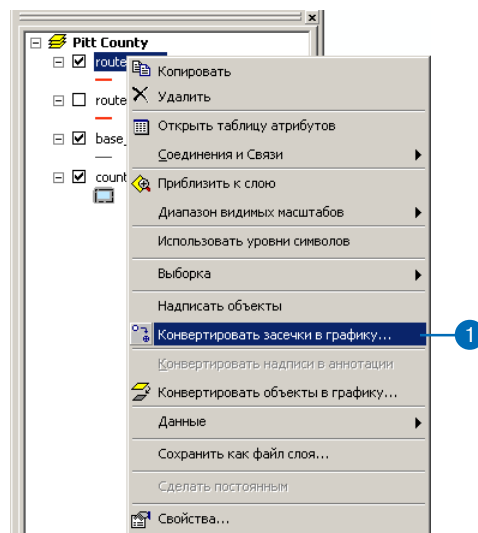 Pitt County
route
route
base_
count
Копировать
Удалить
Открыть таблицу атрибутов
Соединения и Связи
Приблизить к слою
Диапазон видимых масштабов
Использовать уровни символов
Выборка
Надписать объекты
Конвертировать засечки в графику...
1
Конвертировать надписи в аннотации
Конвертировать объекты в графику...
Данные
Сохранить как файл слоя...
Сделать постоянным
Свойства...